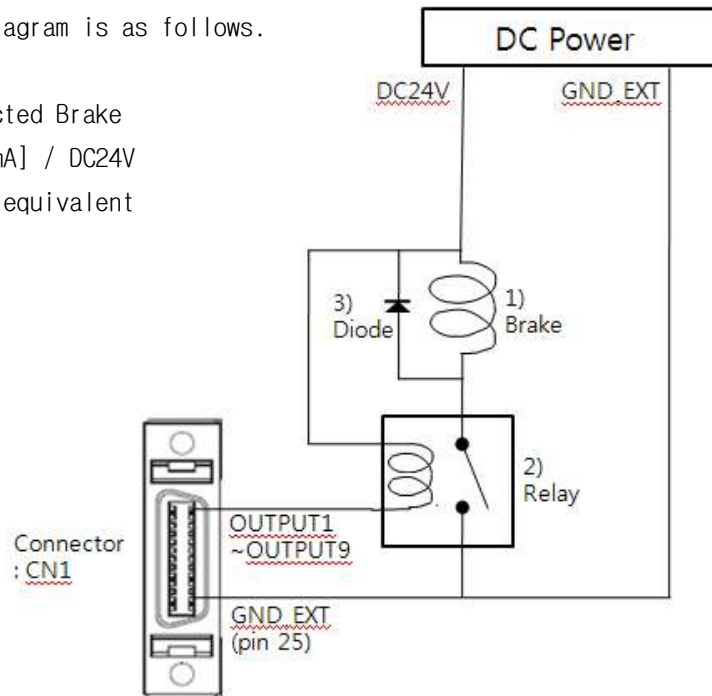 agram is as follows.
DC Power
DC24V
GND_EXT
cted Brake
nA] / DC24V
equivalent
3)
Diode
1)
Brake
2)
Relay
OUTPUT1
~OUTPUT9
Connector
: CN1
GND_EXT
(pin 25)